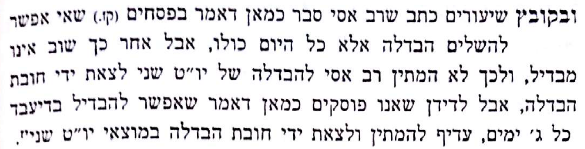 ובקובץ שיעורים כתב שרב אסי סבר כמאן דאמר בפסחים (קז.) שאי אפשר
להשלים הבדלה אלא כל היום כולו, אבל אחר כך שוב אינו
מבדיל, ולכך לא המתין רב אסי להבדלה של יו״ט שני לצאת ידי חובת
הבדלה, אבל לדידן שאנו פוסקים כמאן דאמר שאפשר להבדיל בדיעבד
כל ג׳ ימים, עדיף להמתין ולצאת ידי חובת הבדלה במוצאי יו״ט שני״.